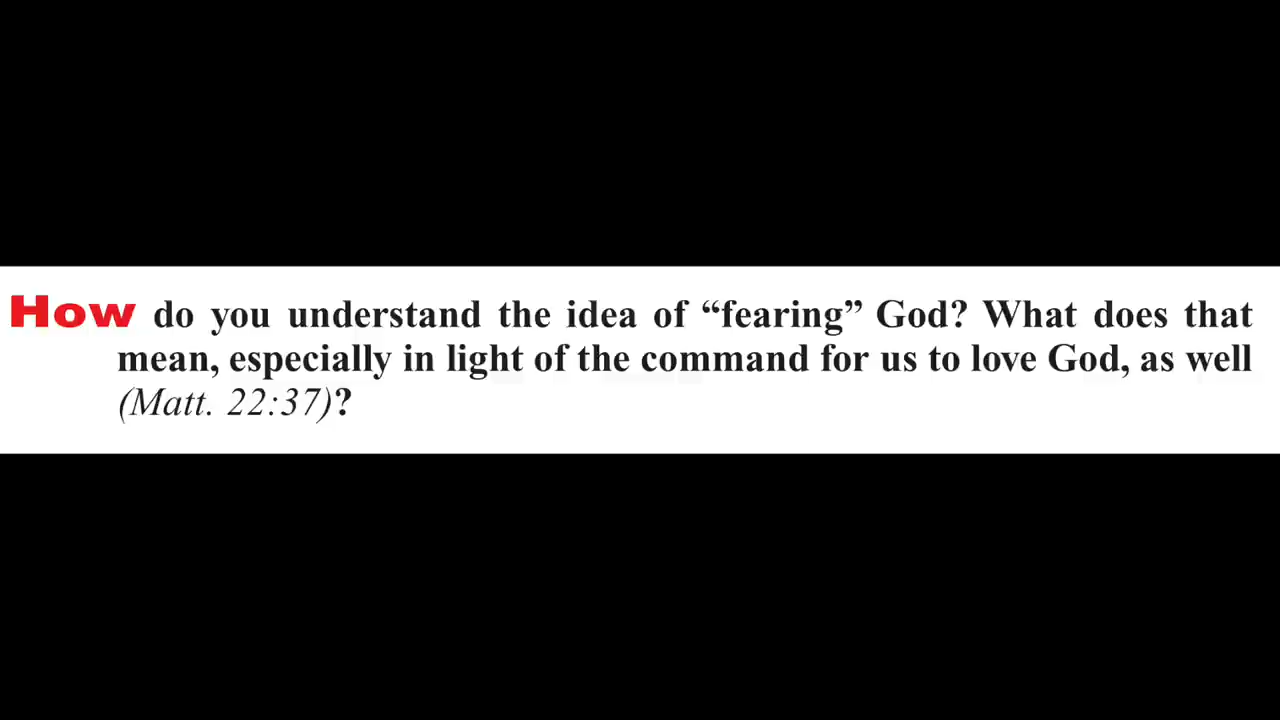 How do you understand the idea of “fearing” God? What does that
mean, especially in light of the command for us to love God, as well
(Matt. 22:37)?